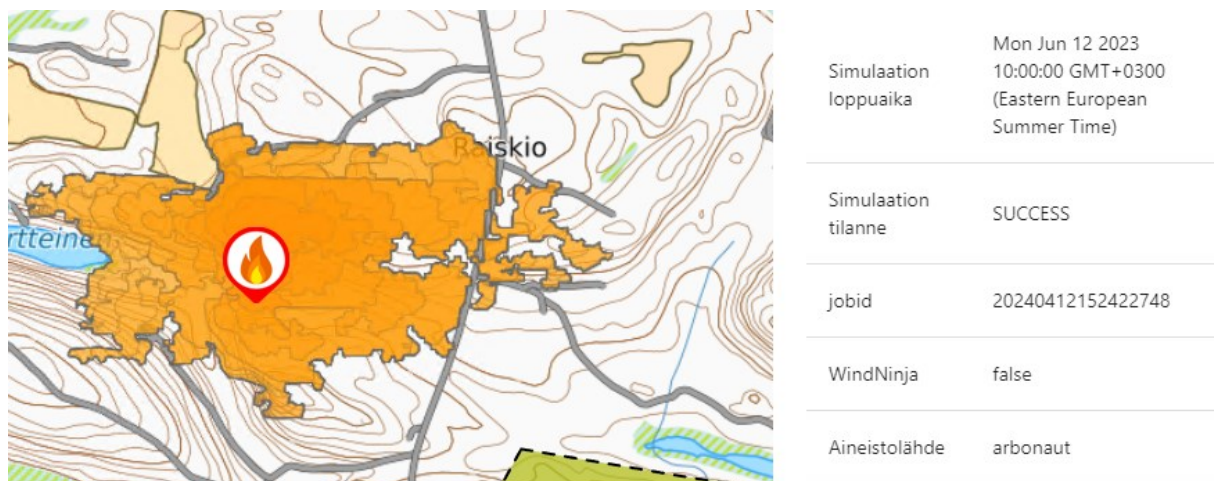 Raiskio
rtteinen
Simulaation
loppuaika
Mon Jun 12 2023
10:00:00 GMT+0300
(Eastern European
Summer Time)
Simulaation
tilanne
SUCCESS
jobid
20240412152422748
WindNinja
false
Aineistolähde
arbonaut